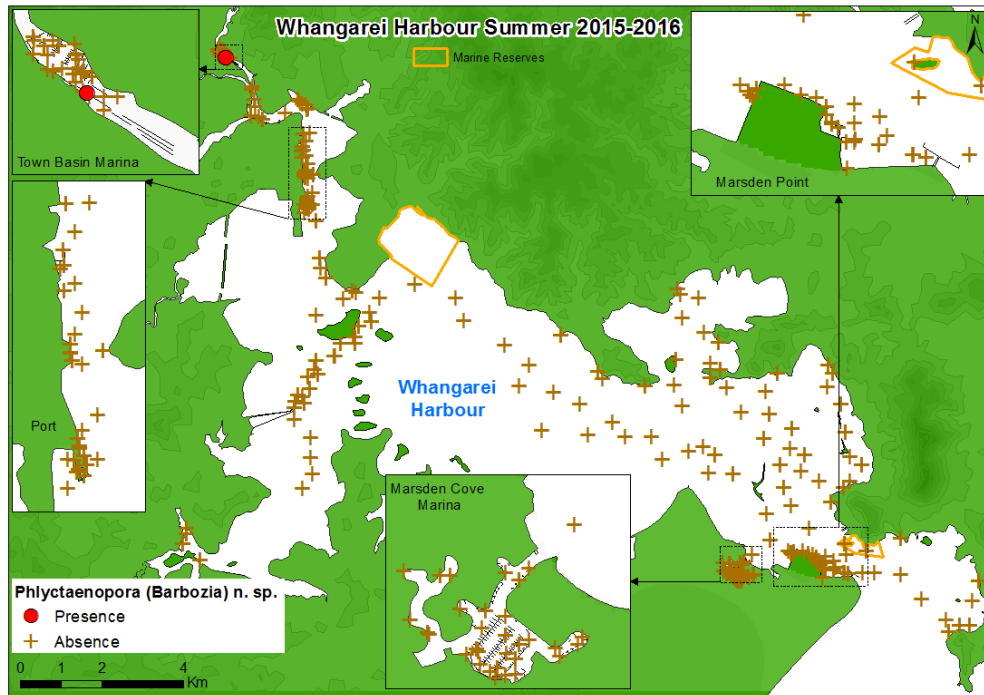 Whangarei Harbour Summer 2015-2016
Marine Reserves
N
Town Basin Marina
Marsden Point
Port
Whangarei
Harbour
Marsden Cove
Marina
Phlyctaenopora (Barbozia) n. sp.
Presence
Absence
0 1 2 4
Km